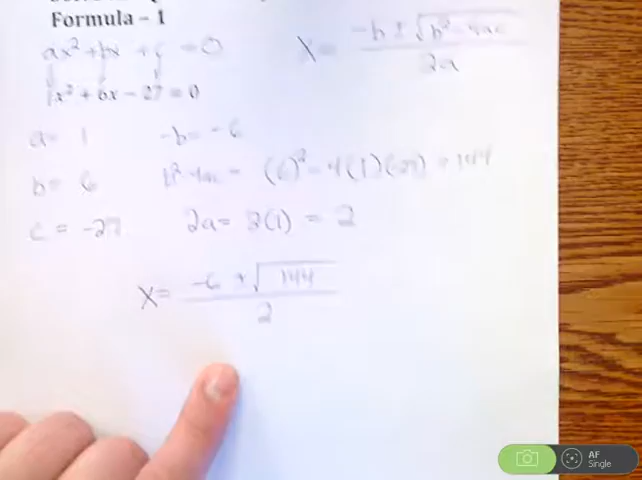 Formula – 1
ax² + bx + c = 0
x = -b ± √b² - 4ac
2a
1x² + 6x – 27 = 0
a = 1
-b = -6
b = 6
b² - 4ac = (6)² - 4(1)(-27) = 144
c = -27
2a = 2(1) = 2
x = -6 ± √144
2
AF
Single